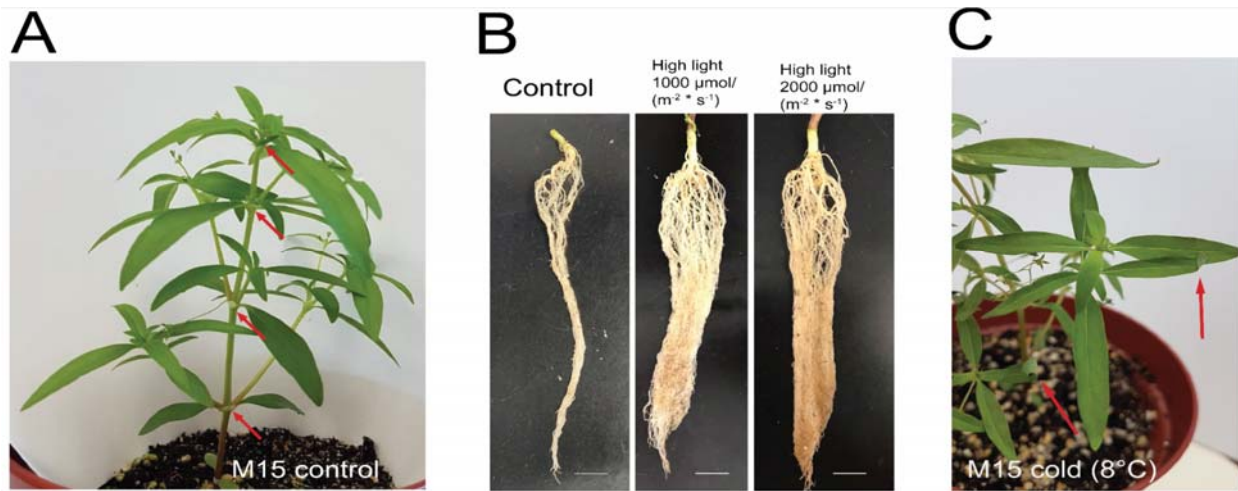 A
M15 control
B
Control
High light
1000 µmol/
(m⁻² * s⁻¹)
High light
2000 µmol/
(m⁻² * s⁻¹)
C
M15 cold (8°C)